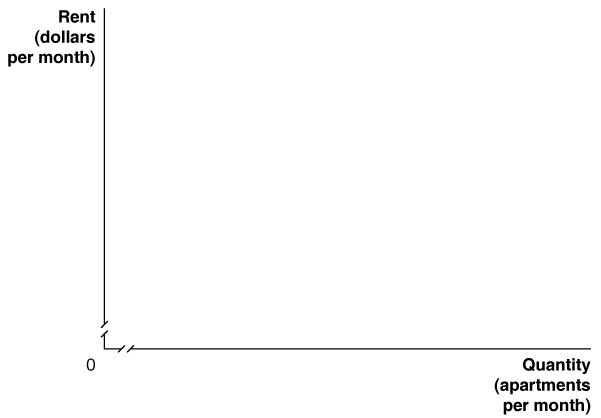 Rent
(dollars
per month)
0
Quantity
(apartments
per month)